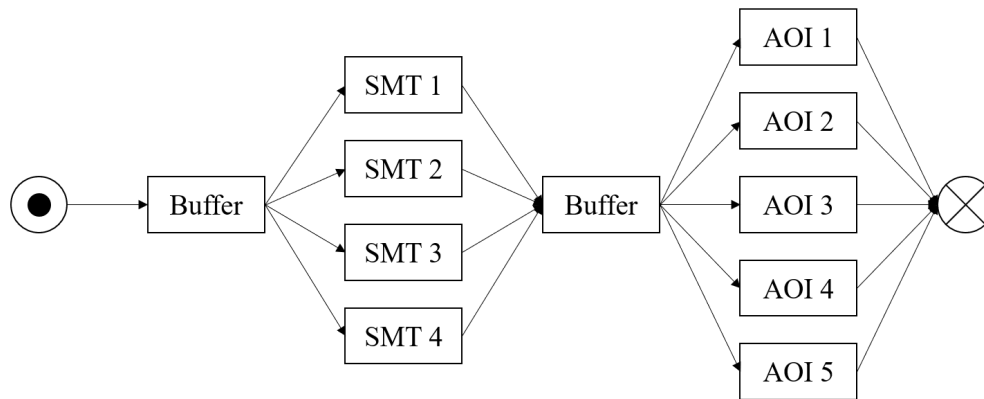 Buffer
SMT 1
SMT 2
SMT 3
SMT 4
Buffer
AOI 1
AOI 2
AOI 3
AOI 4
AOI 5